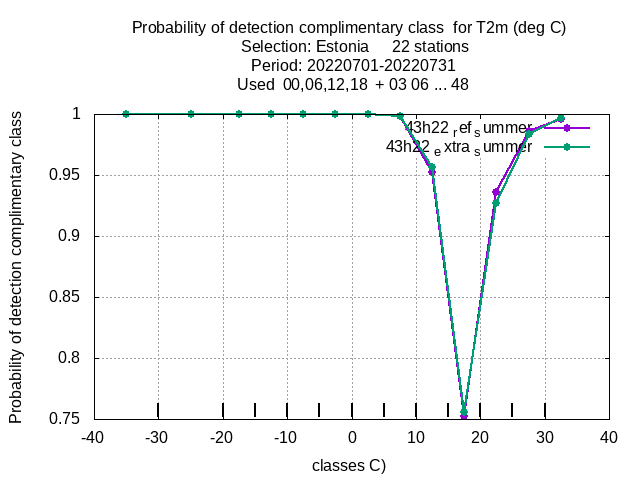 Probability of detection complimentary class for T2m (deg C)
Selection: Estonia 22 stations
Period: 20220701-20220731
Used 00,06,12,18 + 03 06 ... 48
Probability of detection complimentary class
1
0.95
0.9
0.85
0.8
0.75
43h22 ref summer
43h22 extra summer
-40 -30 -20 -10 0 10 20 30 40
classes C)